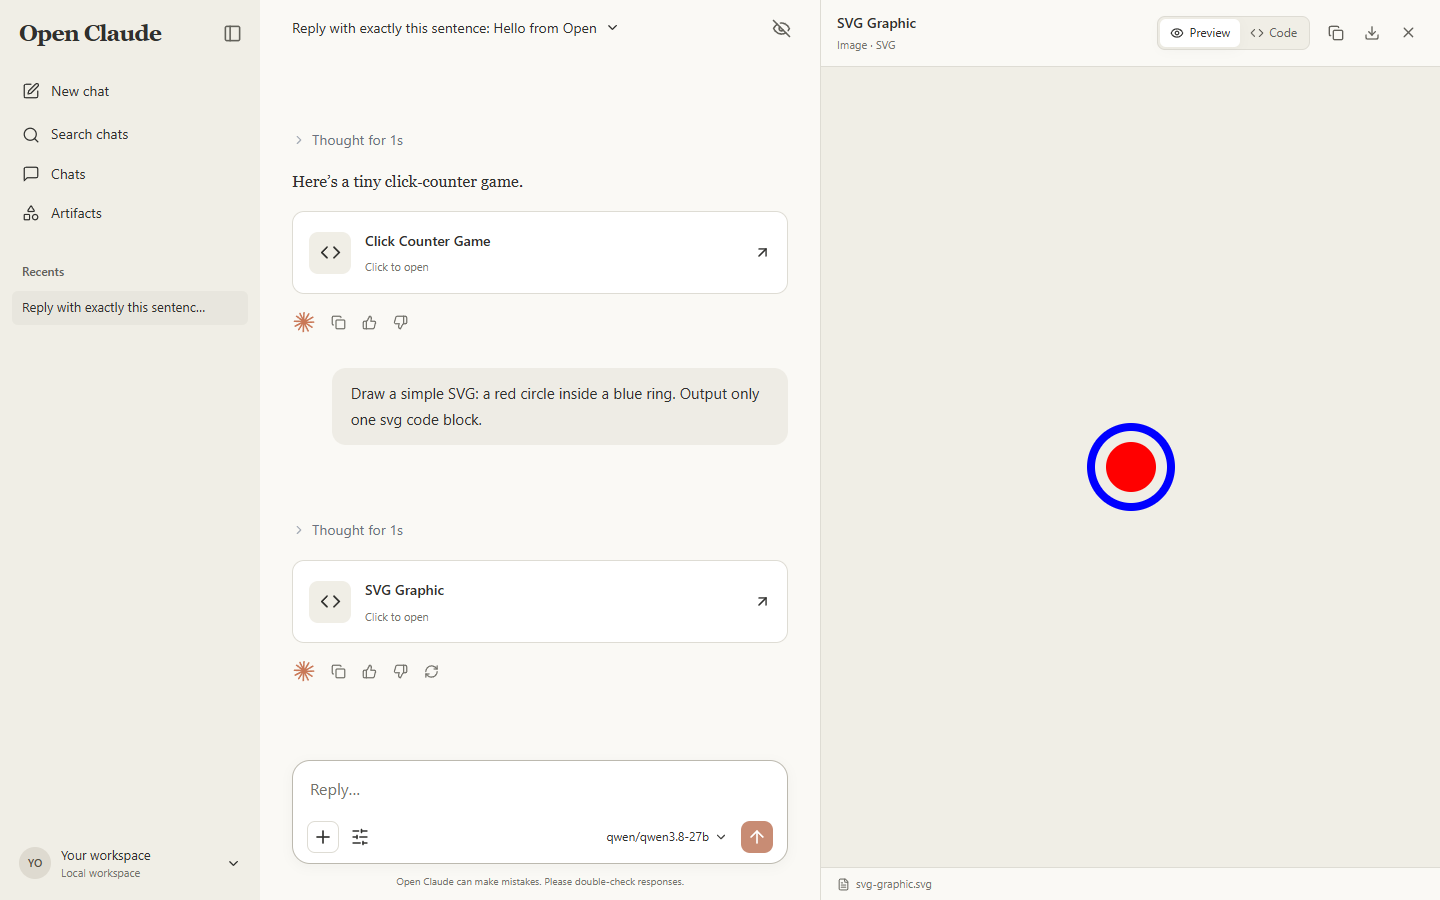 Open Claude
New chat
Search chats
Chats
Artifacts
Recents
Reply with exactly this sentenc...
YO
Your workspace
Local workspace
Reply with exactly this sentence: Hello from Open
Thought for 1s
Here's a tiny click-counter game.
Click Counter Game
Click to open
Draw a simple SVG: a red circle inside a blue ring. Output only
one svg code block.
Thought for 1s
SVG Graphic
Click to open
Reply...
qwen/qwen3.8-27b
Open Claude can make mistakes. Please double-check responses.
SVG Graphic
Image · SVG
Preview
Code
svg-graphic.svg